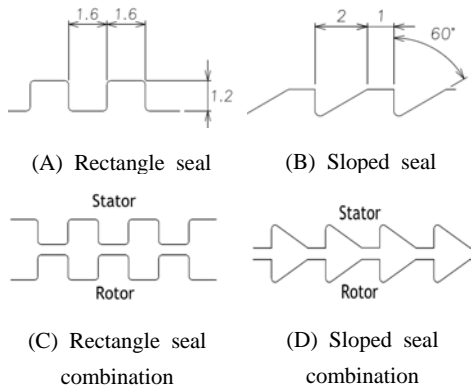 1.6 1.6
1.2
2 1
60°
(A) Rectangle seal
(B) Sloped seal
Stator
Rotor
Stator
Rotor
(C) Rectangle seal
combination
(D) Sloped seal
combination